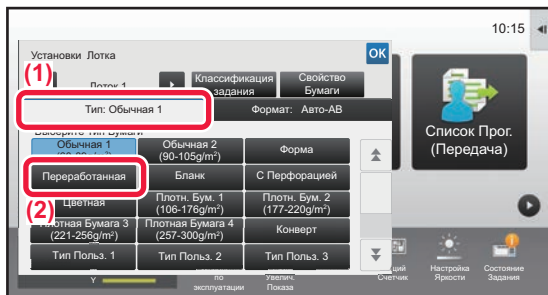 10:15
Установки Лотка
OK
(1)
Лоток 1
Классификация задания
Свойство Бумаги
Тип: Обычная 1
Формат: Авто-AB
Выберите Тип Бумаги
Обычная 1
Обычная 2
(90-105g/m²)
Форма
Переработанная
Бланк
С Перфорацией
(2)
Цветная
Плотн. Бум. 1
(106-176g/m²)
Плотн. Бум. 2
(177-220g/m²)
Плотная Бумага 3
(221-256g/m²)
Плотная Бумага 4
(257-300g/m²)
Конверт
Тип Польз. 1
Тип Польз. 2
Тип Польз. 3
Список Прог.
(Передача)
Y
по
эксплуатации
Увелич.
Показа
Счетчик
Настройка
Яркости
Состояние
Задания